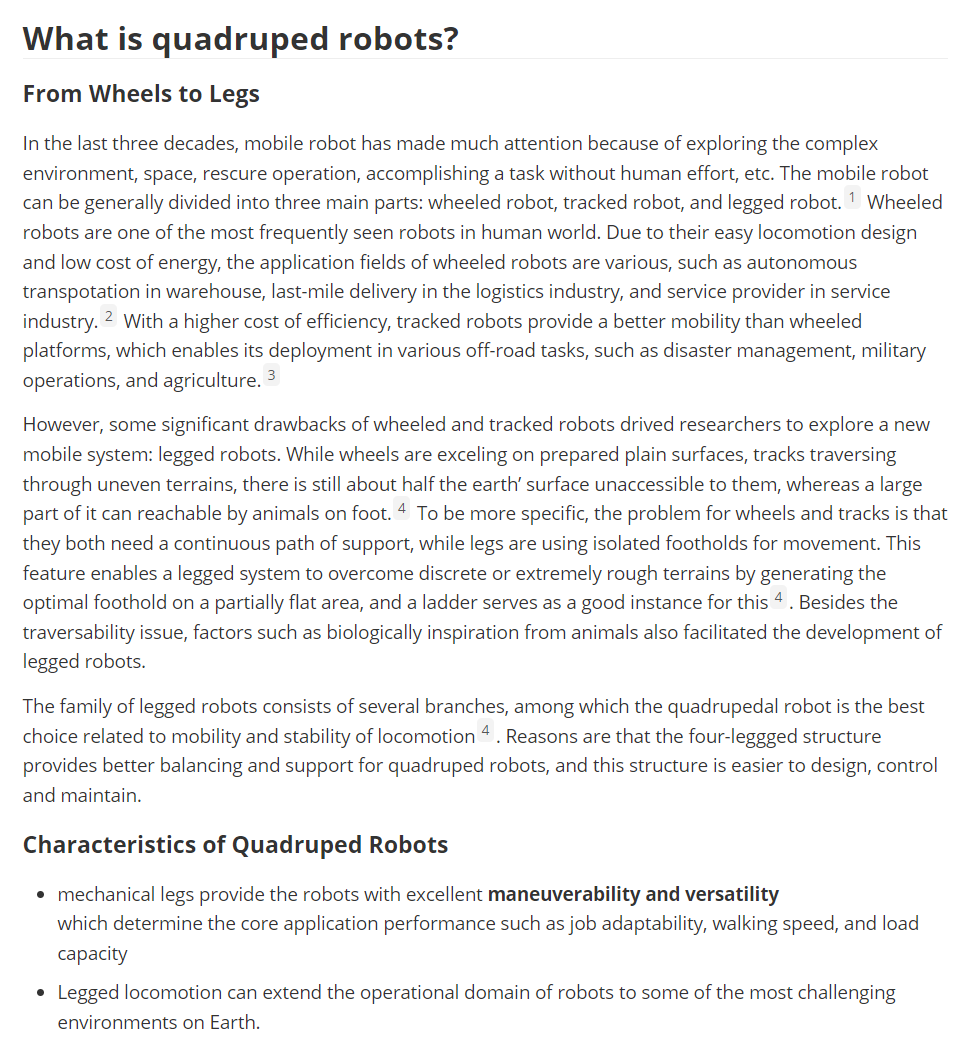 What is quadruped robots?
From Wheels to Legs
In the last three decades, mobile robot has made much attention because of exploring the complex
environment, space, rescure operation, accomplishing a task without human effort, etc. The mobile robot
can be generally divided into three main parts: wheeled robot, tracked robot, and legged robot. 1 Wheeled
robots are one of the most frequently seen robots in human world. Due to their easy locomotion design
and low cost of energy, the application fields of wheeled robots are various, such as autonomous
transpotation in warehouse, last-mile delivery in the logistics industry, and service provider in service
industry. 2 With a higher cost of efficiency, tracked robots provide a better mobility than wheeled
platforms, which enables its deployment in various off-road tasks, such as disaster management, military
operations, and agriculture. 3
However, some significant drawbacks of wheeled and tracked robots drived researchers to explore a new
mobile system: legged robots. While wheels are exceling on prepared plain surfaces, tracks traversing
through uneven terrains, there is still about half the earth’ surface unaccessible to them, whereas a large
part of it can reachable by animals on foot. 4 To be more specific, the problem for wheels and tracks is that
they both need a continuous path of support, while legs are using isolated footholds for movement. This
feature enables a legged system to overcome discrete or extremely rough terrains by generating the
optimal foothold on a partially flat area, and a ladder serves as a good instance for this 4 . Besides the
traversability issue, factors such as biologically inspiration from animals also facilitated the development of
legged robots.
The family of legged robots consists of several branches, among which the quadrupedal robot is the best
choice related to mobility and stability of locomotion 4 . Reasons are that the four-leggged structure
provides better balancing and support for quadruped robots, and this structure is easier to design, control
and maintain.
Characteristics of Quadruped Robots
• mechanical legs provide the robots with excellent maneuverability and versatility
which determine the core application performance such as job adaptability, walking speed, and load
capacity
• Legged locomotion can extend the operational domain of robots to some of the most challenging
environments on Earth.